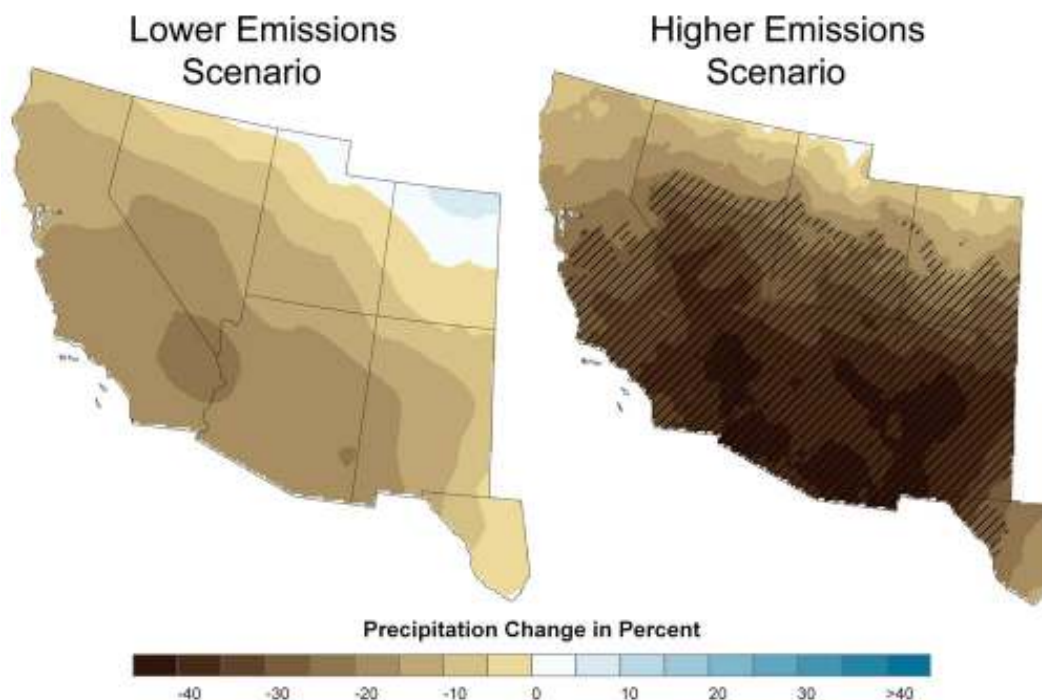 Lower Emissions
Scenario
Higher Emissions
Scenario
Precipitation Change in Percent
-40 -30 -20 -10 0 10 20 30 >40